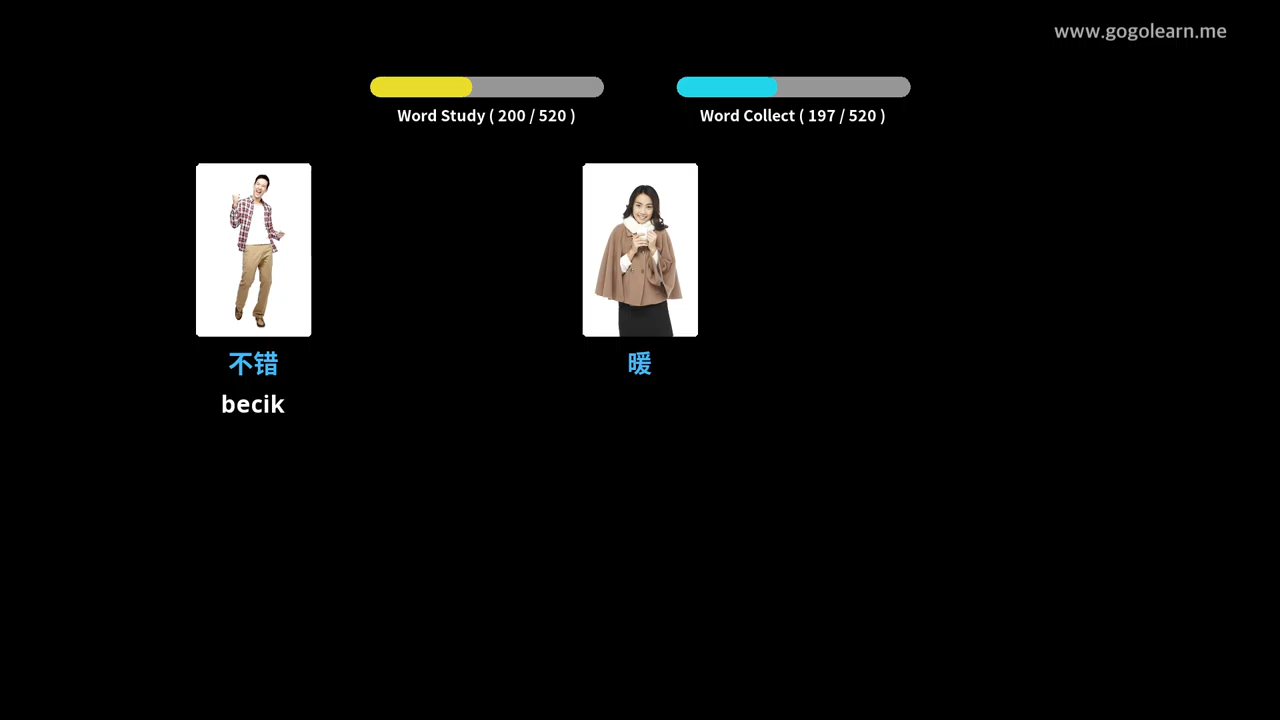 www.gogolearn.me
Word Study ( 200 / 520 )
Word Collect ( 197 / 520 )
不错
暖
becik